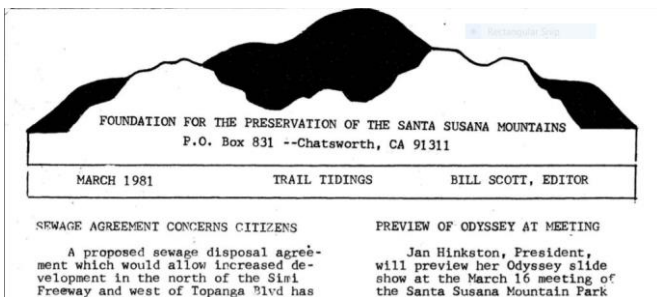 Rectangular Snip
FOUNDATION FOR THE PRESERVATION OF THE SANTA SUSANA MOUNTAINS
P.O. Box 831 --Chatsworth, CA 91311
MARCH 1981 TRAIL TIDINGS BILL SCOTT, EDITOR
SEWAGE AGREEMENT CONCERNS CITIZENS
A proposed sewage disposal agree-
ment which would allow increased de-
velopment in the north of the Simi
Freeway and west of Topanga Blvd has
PREVIEW OF ODYSSEY AT MEETING
Jan Hinkston, President,
will preview her Odyssey slide
show at the March 16 meeting of
the Santa Susana Mountain Park